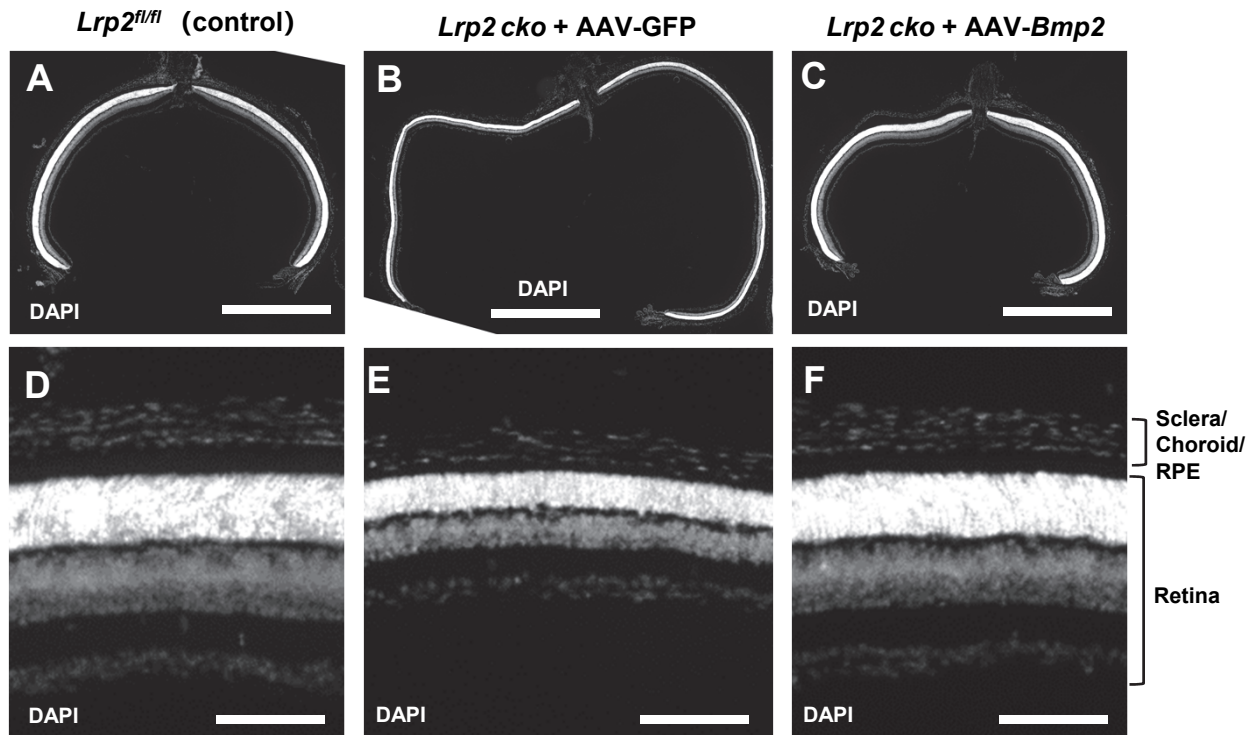 Lrp2fl/fl (control)
Lrp2 cko + AAV-GFP
Lrp2 cko + AAV-Bmp2
A
B
C
DAPI
DAPI
DAPI
D
E
F
Sclera/
Choroid/
RPE
Retina
DAPI
DAPI
DAPI